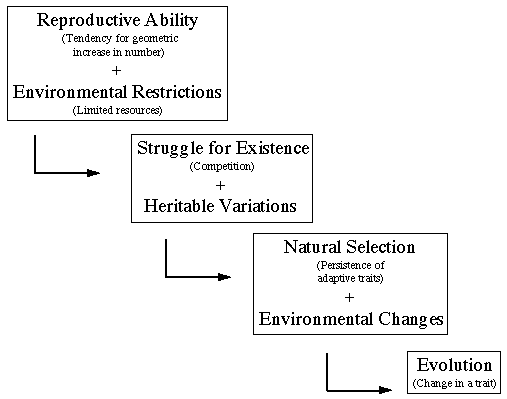 Reproductive Ability
(Tendency for geometric
increase in number)
+
Environmental Restrictions
(Limited resources)
Struggle for Existence
(Competition)
+
Heritable Variations
Natural Selection
(Persistence of
adaptive traits)
+
Environmental Changes
Evolution
(Change in a trait)